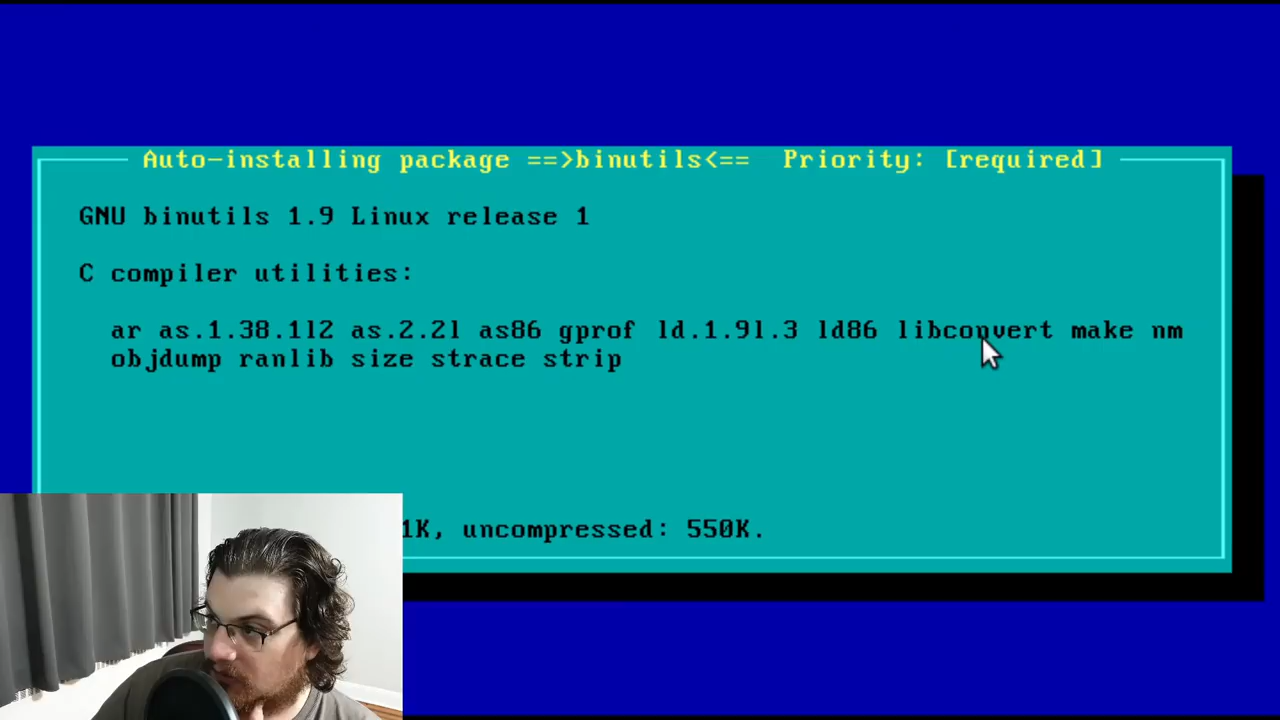 Auto-installing package ==>binutils<== Priority: [required]
GNU binutils 1.9 Linux release 1
C compiler utilities:
ar as.1.38.1l2 as.2.2l as86 gprof ld.1.9l.3 ld86 libconvert make nm
objdump ranlib size strace strip
1K, uncompressed: 550K.